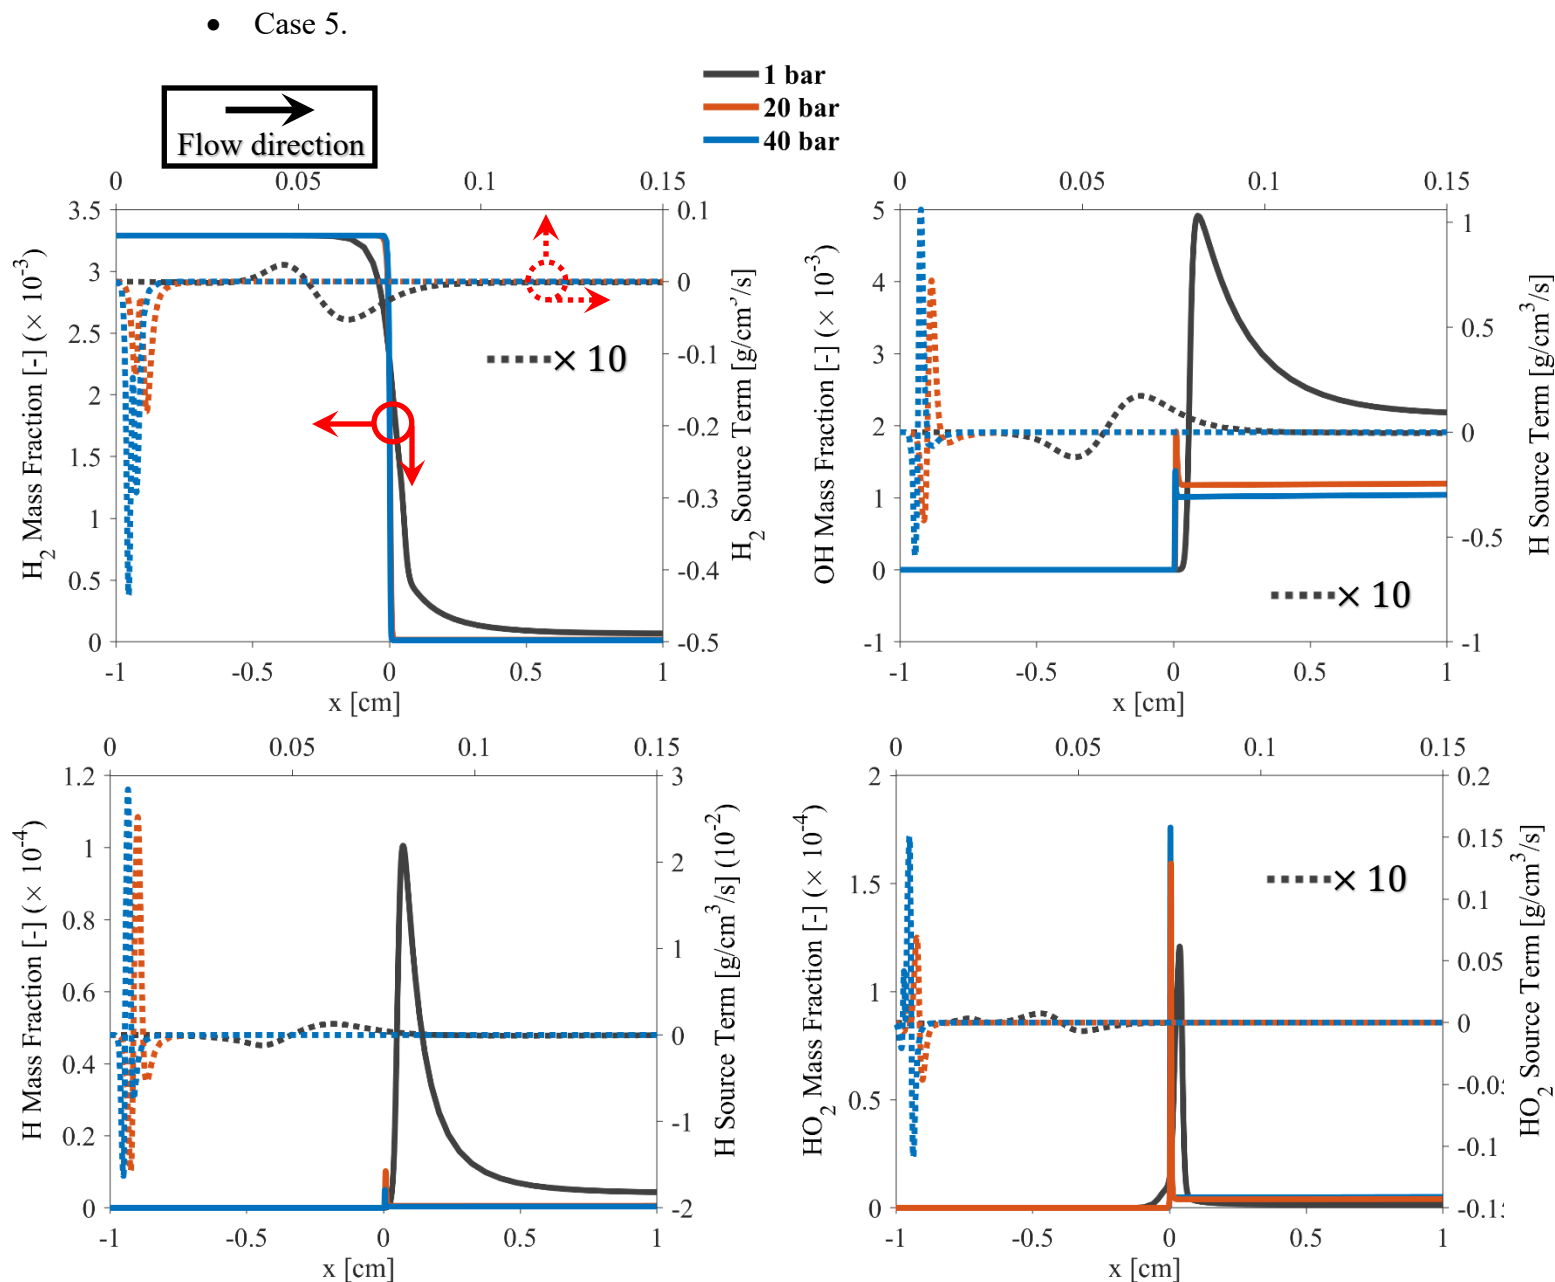 • Case 5.
1 bar
20 bar
40 bar
Flow direction
0 0.05 0.1 0.15
3.5
3
2.5
2
1.5
1
0.5
0
H2 Mass Fraction [-] (× 10-3)
0.1
0
-0.1
-0.2
-0.3
-0.4
-0.5
H2 Source Term [g/cm3/s]
× 10
-1 -0.5 0 0.5 1
x [cm]
0 0.05 0.1 0.15
5
4
3
2
1
0
-1
OH Mass Fraction [-] (× 10-3)
1
0.5
0
-0.5
-1
H Source Term [g/cm3/s]
× 10
-1 -0.5 0 0.5 1
x [cm]
0 0.05 0.1 0.15
1.2
1
0.8
0.6
0.4
0.2
0
H Mass Fraction [-] (× 10-4)
3
2
1
0
-1
-2
H Source Term [g/cm3/s] (10-2)
-1 -0.5 0 0.5 1
x [cm]
0 0.05 0.1 0.15
2
1.5
1
0.5
0
HO2 Mass Fraction [-] (× 10-4)
0.2
0.15
0.1
0.05
0
-0.05
-0.1
-0.1
HO2 Source Term [g/cm3/s]
× 10
-1 -0.5 0 0.5 1
x [cm]